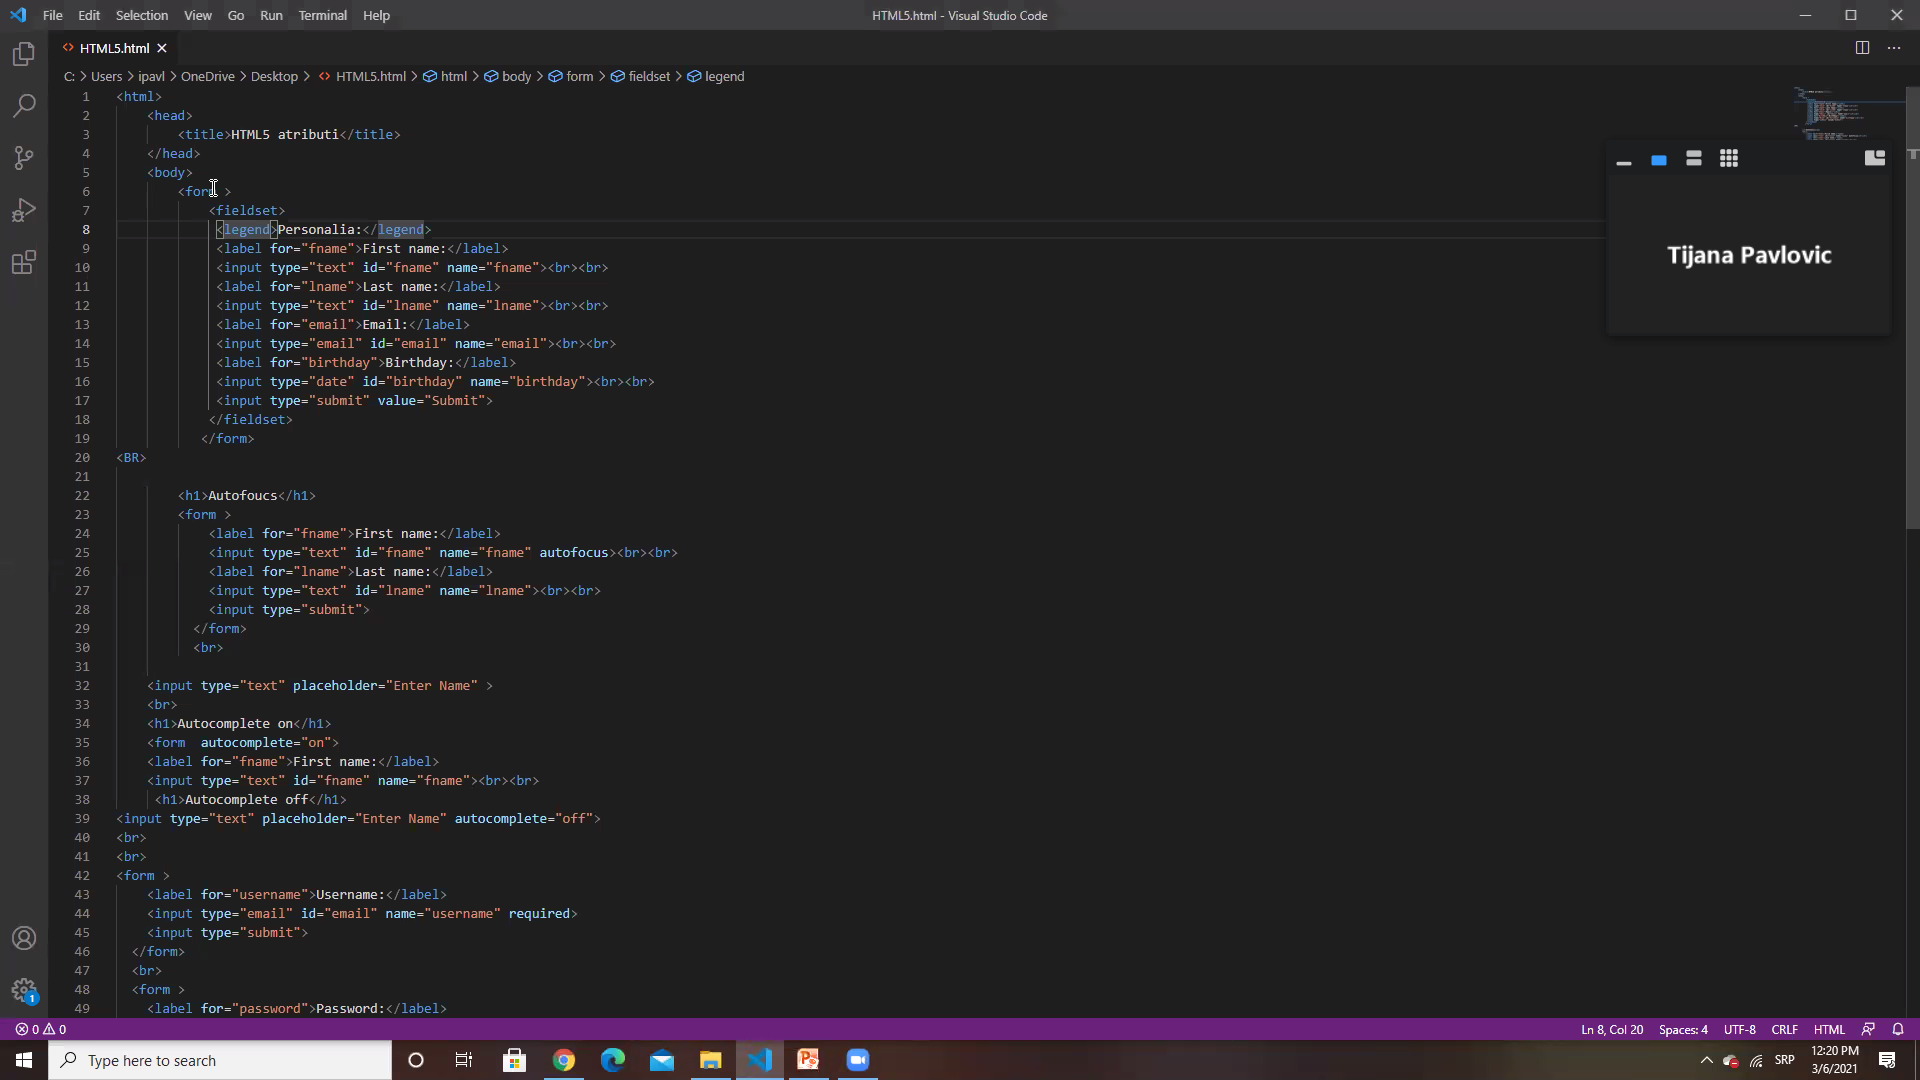 File Edit Selection View Go Run Terminal Help
HTML5.html - Visual Studio Code
HTML5.html
C: > Users > ipavl > OneDrive > Desktop > HTML5.html > html > body > form > fieldset > legend
1 <html>
2 <head>
3 <title>HTML5 atributi</title>
4 </head>
5 <body>
6 <form >
7 <fieldset>
8 <legend>Personalia:</legend>
9 <label for="fname">First name:</label>
10 <input type="text" id="fname" name="fname"><br><br>
11 <label for="lname">Last name:</label>
12 <input type="text" id="lname" name="lname"><br><br>
13 <label for="email">Email:</label>
14 <input type="email" id="email" name="email"><br><br>
15 <label for="birthday">Birthday:</label>
16 <input type="date" id="birthday" name="birthday"><br><br>
17 <input type="submit" value="Submit">
18 </fieldset>
19 </form>
20 <BR>
21
22 <h1>Autofoucs</h1>
23 <form >
24 <label for="fname">First name:</label>
25 <input type="text" id="fname" name="fname" autofocus><br><br>
26 <label for="lname">Last name:</label>
27 <input type="text" id="lname" name="lname"><br><br>
28 <input type="submit">
29 </form>
30 <br>
31
32 <input type="text" placeholder="Enter Name" >
33 <br>
34 <h1>Autocomplete on</h1>
35 <form  autocomplete="on">
36 <label for="fname">First name:</label>
37 <input type="text" id="fname" name="fname"><br><br>
38 <h1>Autocomplete off</h1>
39 <input type="text" placeholder="Enter Name" autocomplete="off">
40 <br>
41 <br>
42 <form >
43 <label for="username">Username:</label>
44 <input type="email" id="email" name="username" required>
45 <input type="submit">
46 </form>
47 <br>
48 <form >
49 <label for="password">Password:</label>
Tijana Pavlovic
0 0
Ln 8, Col 20 Spaces: 4 UTF-8 CRLF HTML
1
Type here to search
SRP
12:20 PM
3/6/2021